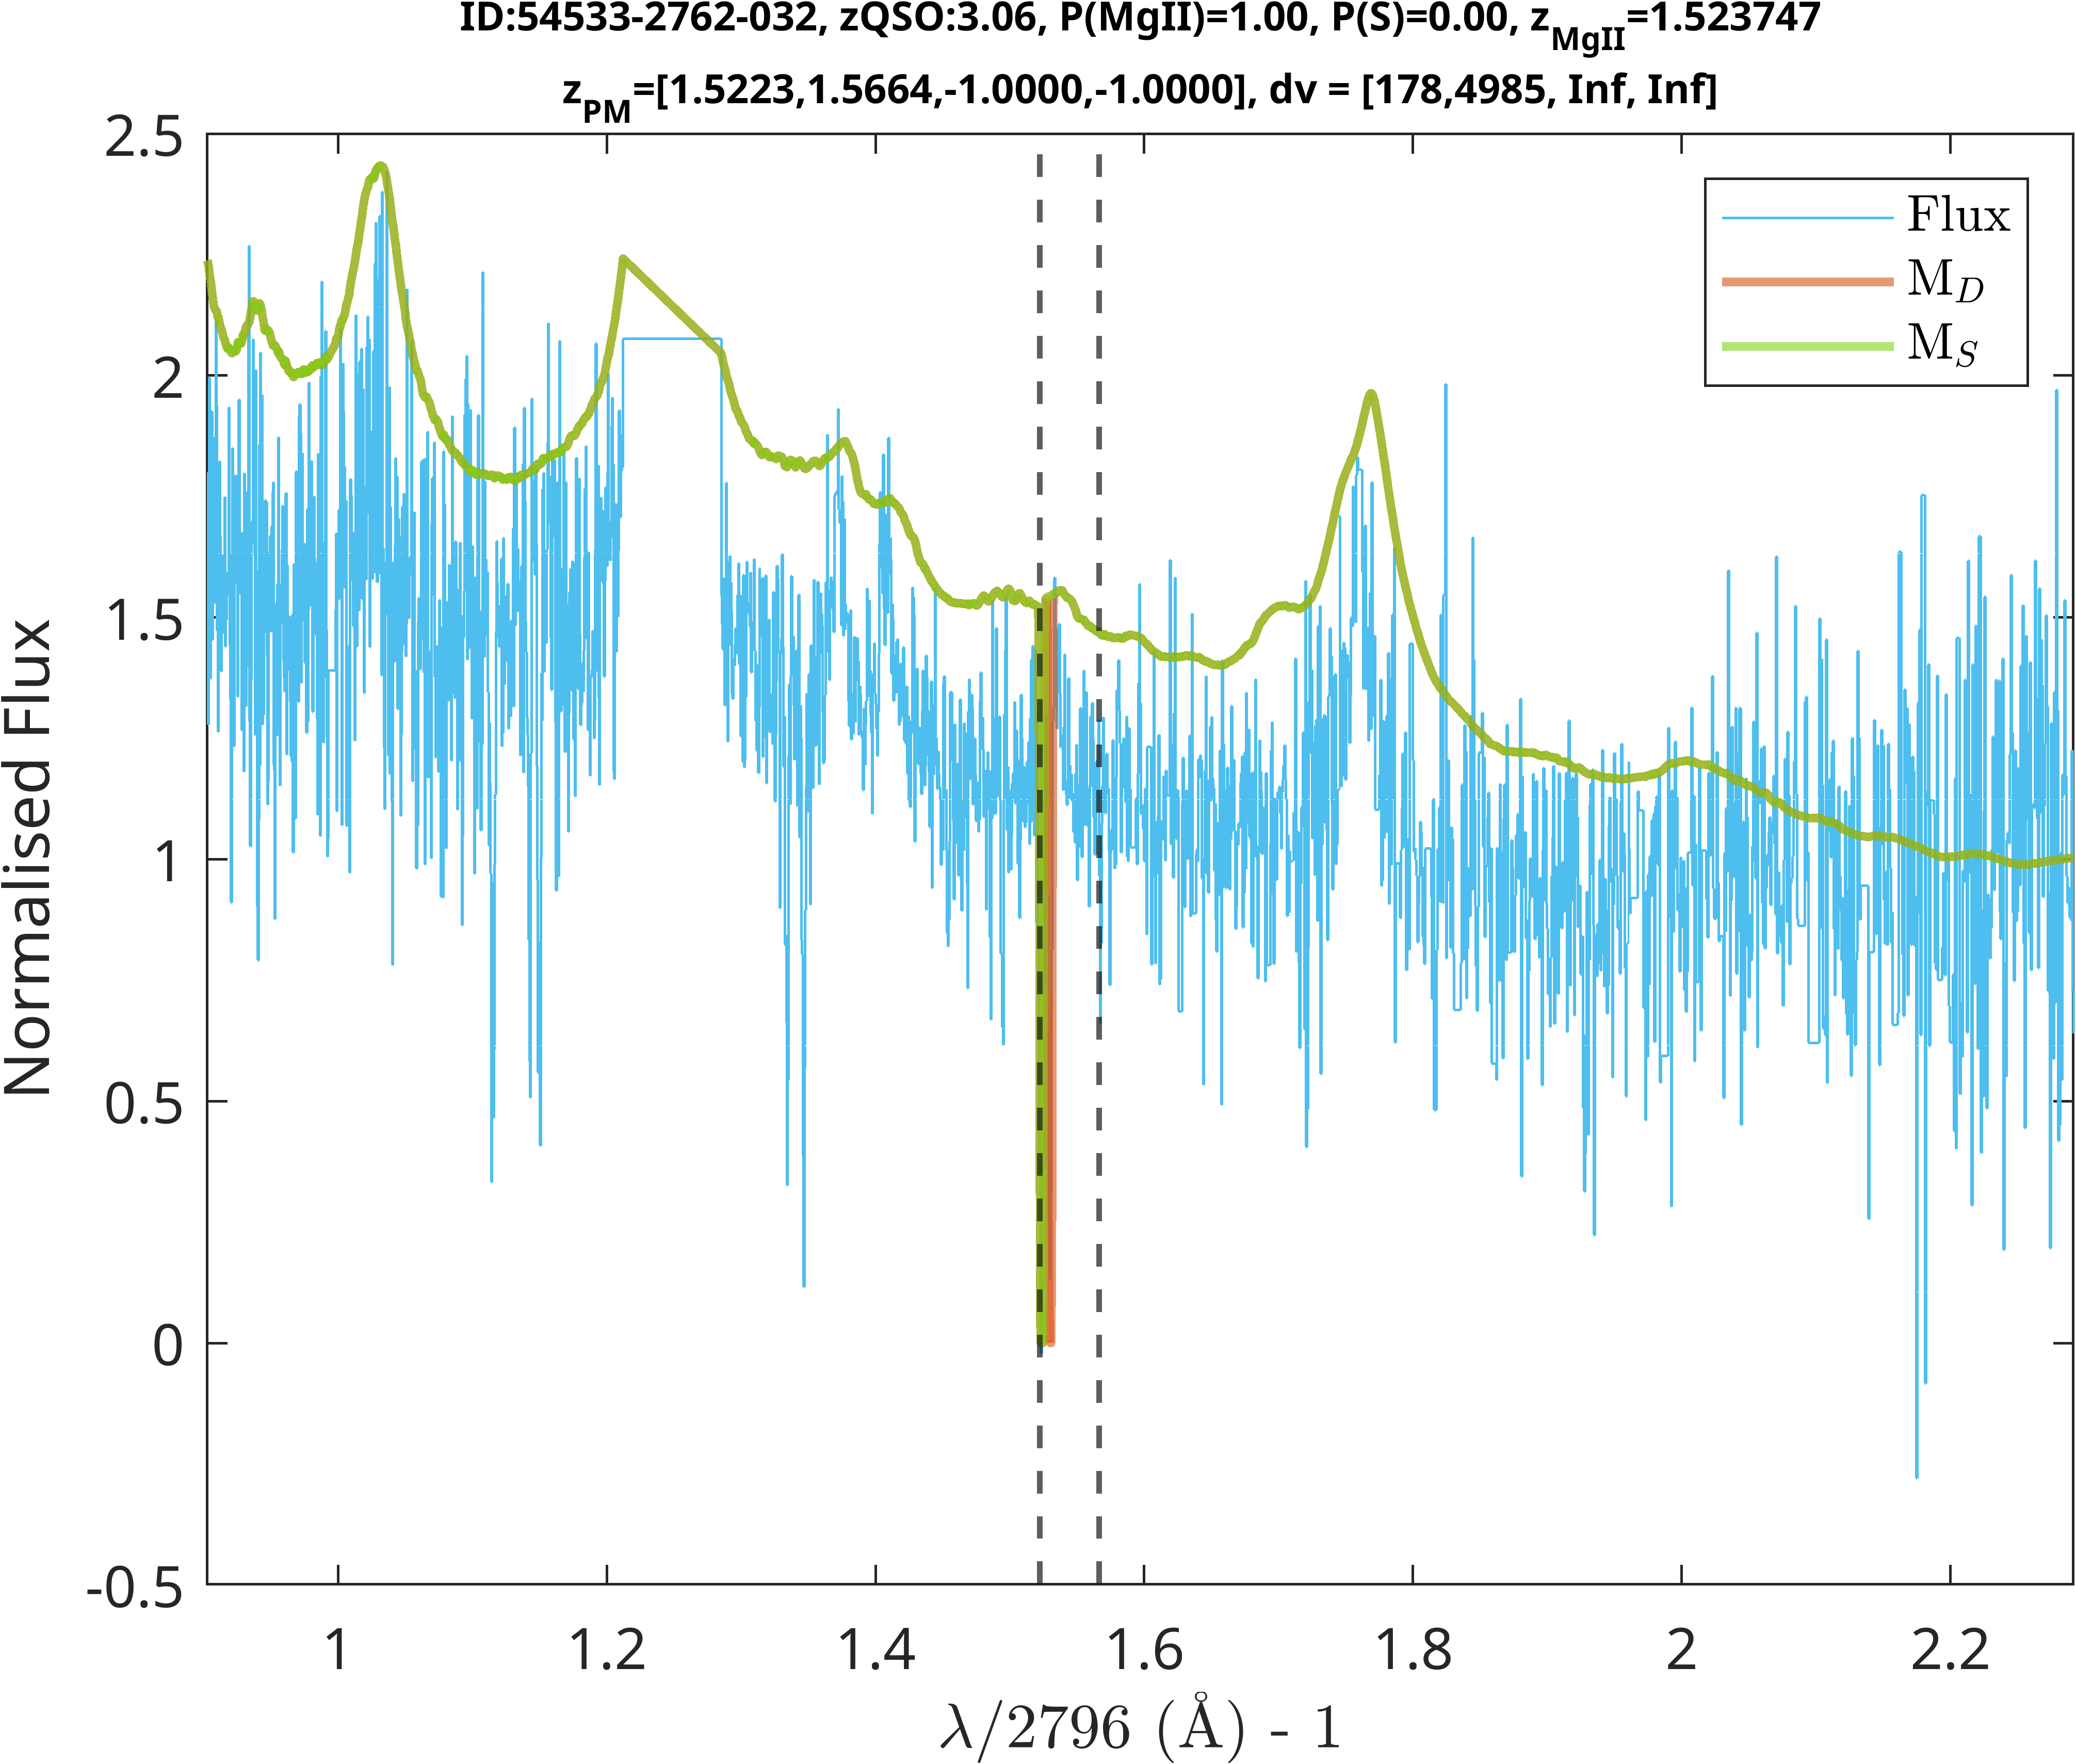 ID:54533-2762-032, zQSO:3.06, P(MgII)=1.00, P(S)=0.00, zMgII=1.523747
zPM=[1.5223,1.5664,-1.0000,-1.0000], dv = [178,4985, Inf, Inf]
2.5
2
1.5
1
0.5
0
-0.5
Normalised Flux
Flux
MD
MS
1 1.2 1.4 1.6 1.8 2 2.2
λ/2796 (Å) - 1